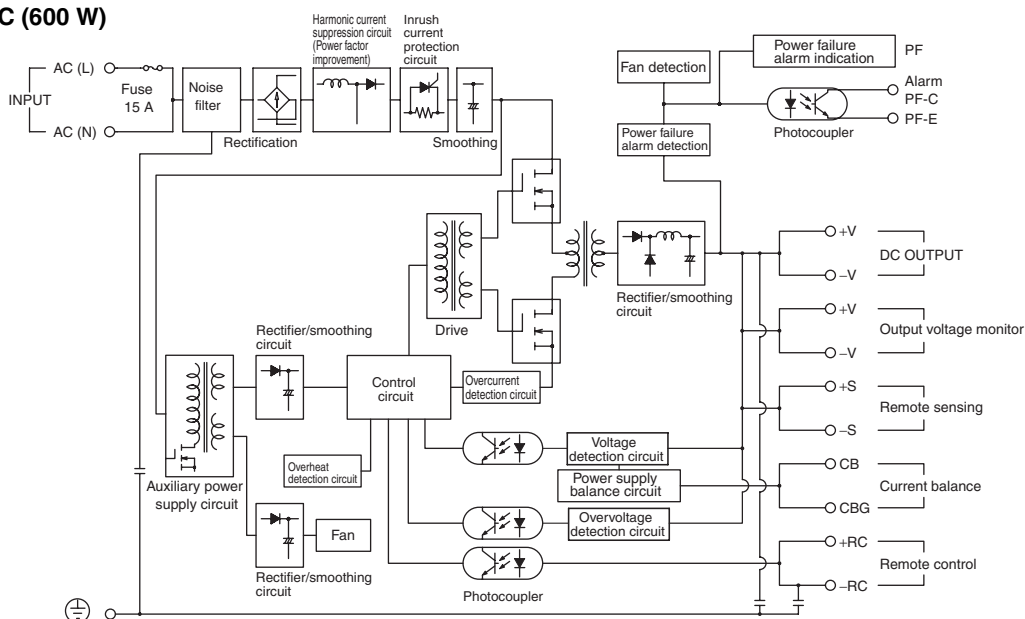 C (600 W)
Harmonic current
suppression circuit
(Power factor
improvement)
Inrush
current
protection
circuit
Power failure
alarm indication
PF
Fan detection
AC (L)
INPUT
Fuse
15 A
AC (N)
Noise
filter
Rectification
Smoothing
Alarm
PF-C
PF-E
Photocoupler
Power failure
alarm detection
+V
DC OUTPUT
−V
Rectifier/smoothing
circuit
Drive
+V
Output voltage monitor
−V
Rectifier/smoothing
circuit
Control
circuit
Overcurrent
detection circuit
+S
Remote sensing
−S
Voltage
detection circuit
Overheat
detection circuit
Power supply
balance circuit
CB
Current balance
CBG
Auxiliary power
supply circuit
Overvoltage
detection circuit
Fan
Rectifier/smoothing
circuit
Photocoupler
+RC
Remote control
−RC